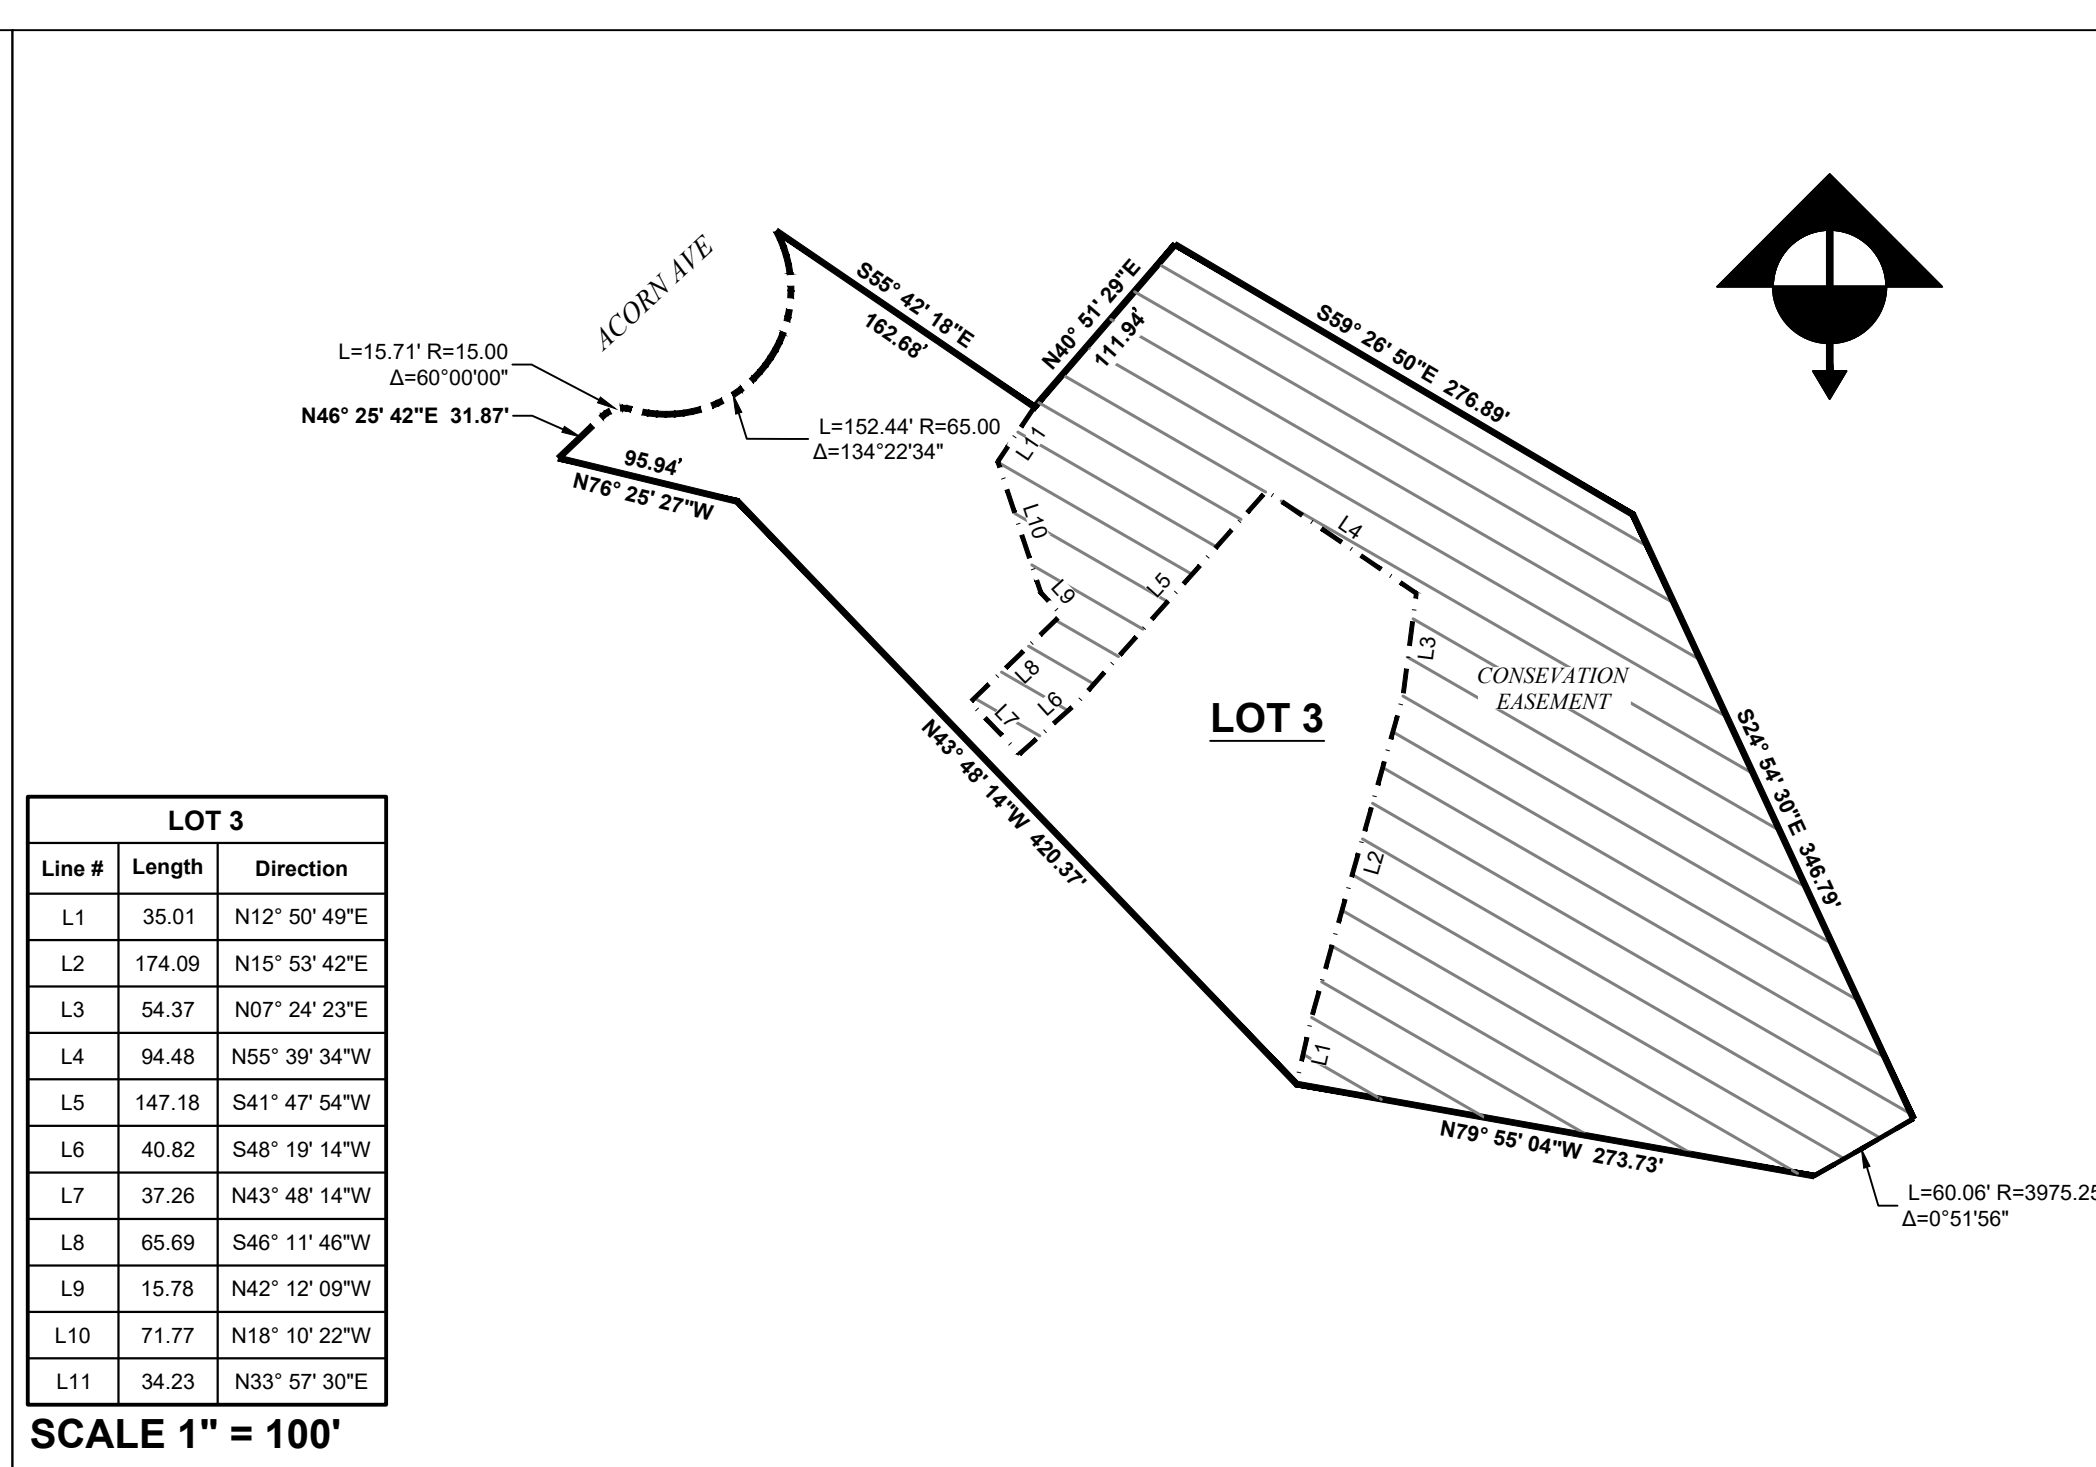 ACORN AVE
S55° 42' 18"E
162.68'
N40° 51' 29"E
111.94'
S59° 26' 50"E 276.89'
L=15.71' R=15.00
Δ=60°00'00"
N46° 25' 42"E 31.87'
L=152.44' R=65.00
Δ=134°22'34"
95.94'
N76° 25' 27"W
L11
L10
L9
L8
L7
L6
L5
L4
L3
L2
L1
CONSEVATION
EASEMENT
LOT 3
S24° 54' 30"E 346.79'
N43° 48' 14"W 420.37'
N79° 55' 04"W 273.73'
L=60.06' R=3975.25
Δ=0°51'56"
LOT 3
Line # Length Direction
L1 35.01 N12° 50' 49"E
L2 174.09 N15° 53' 42"E
L3 54.37 N07° 24' 23"E
L4 94.48 N55° 39' 34"W
L5 147.18 S41° 47' 54"W
L6 40.82 S48° 19' 14"W
L7 37.26 N43° 48' 14"W
L8 65.69 S46° 11' 46"W
L9 15.78 N42° 12' 09"W
L10 71.77 N18° 10' 22"W
L11 34.23 N33° 57' 30"E
SCALE 1" = 100'